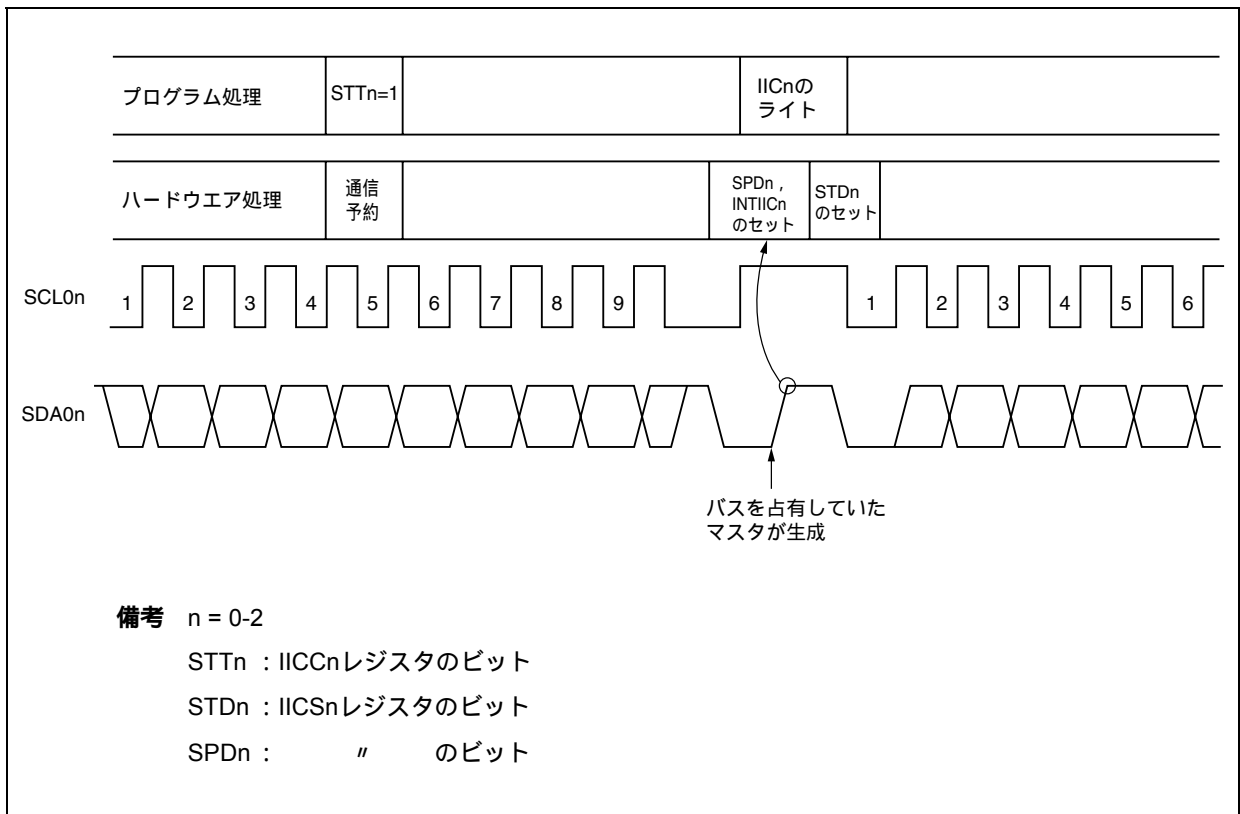 プログラム処理
STTn=1
IICnの
ライト
ハードウエア処理
通信
予約
SPDn ,
INTIICn
のセット
STDn
のセット
SCL0n
1 2 3 4 5 6 7 8 9 1 2 3 4 5 6
SDA0n
バスを占有していた
マスタが生成
備考 n = 0-2
STTn : IICCnレジスタのビット
STDn : IICSnレジスタのビット
SPDn : 〃 のビット